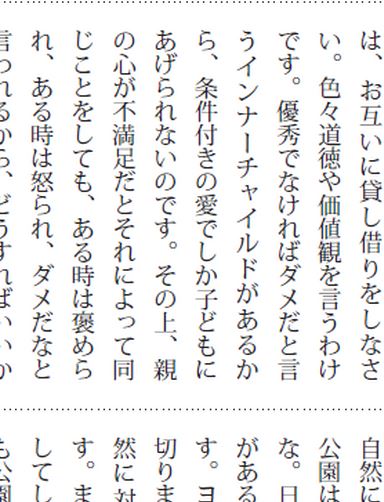 は、お互いに貸し借りをしなさ
い。色々道徳や価値観を言うわけ
です。優秀でなければダメだと言
うインナーチャイルドがあるか
ら、条件付きの愛でしか子どもに
あげられないのです。その上、親
の心が不満足だとそれによって同
じことをしても、ある時は褒めら
れ、ある時は怒られ、ダメだなと
言われるから、どうすればいいか
自然に
公園は
な。日
がある
す。ヨ
切りま
然に対
す。ま
してし
も公園